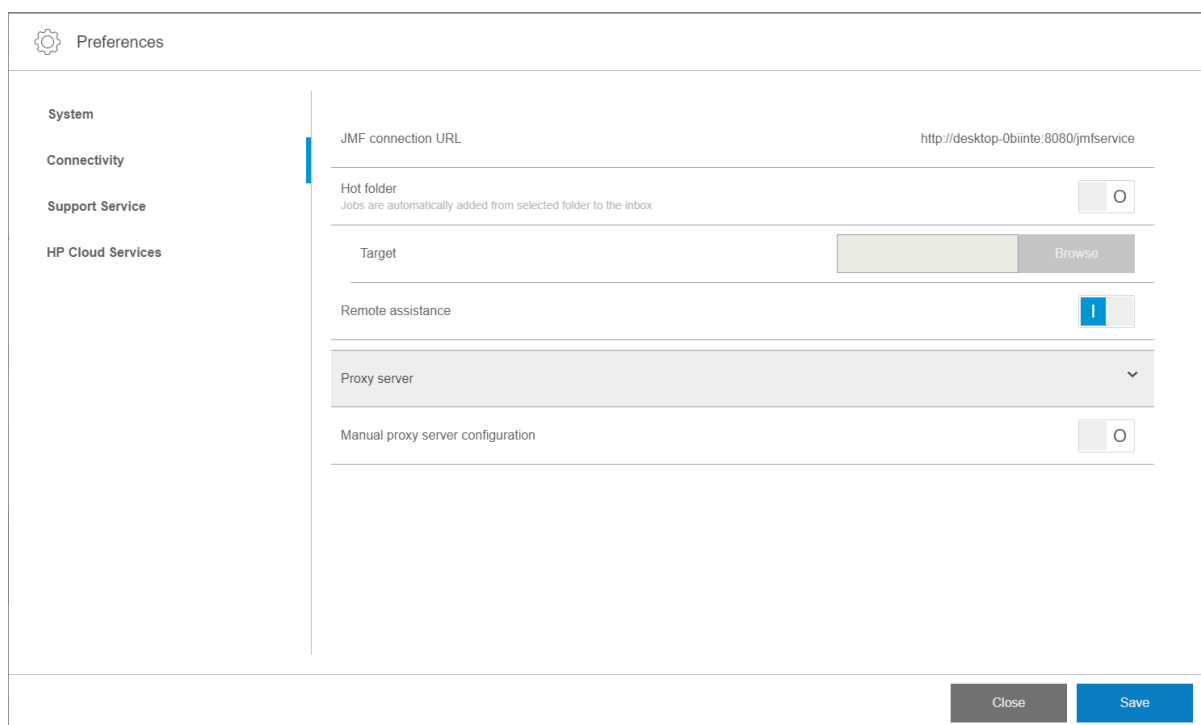 Preferences
System
Connectivity
Support Service
HP Cloud Services
JMF connection URL http://desktop-0biinte:8080/jmfservice
Hot folder
Jobs are automatically added from selected folder to the inbox
Target Browse
Remote assistance
Proxy server
Manual proxy server configuration
Close Save